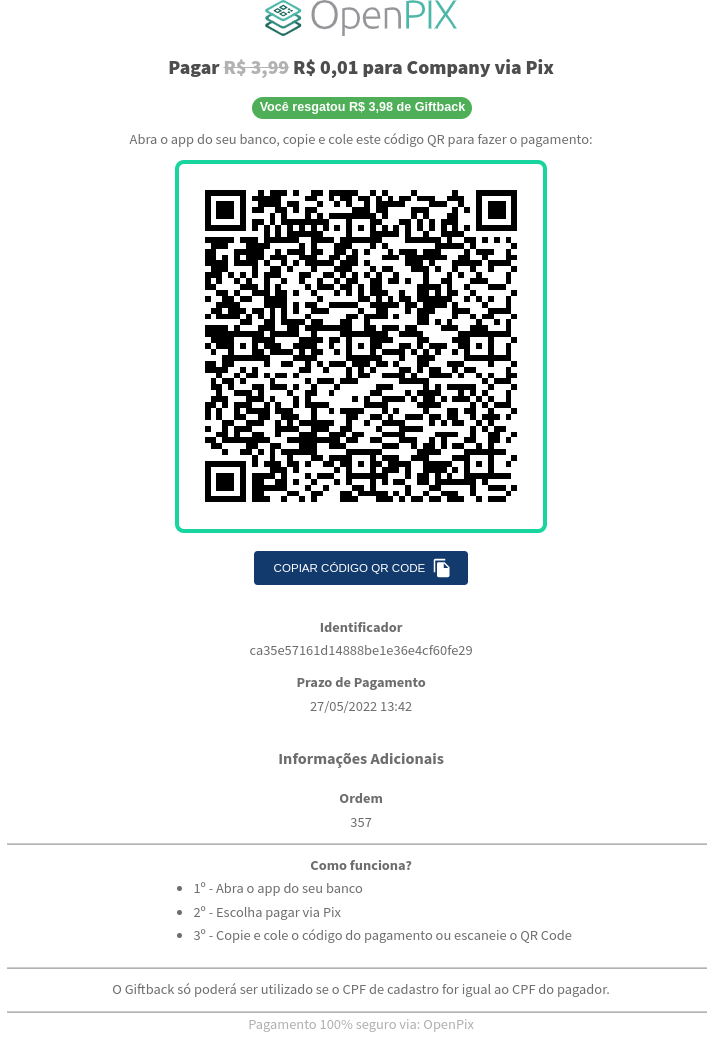 OpenPIX
Pagar R$ 3,99 R$ 0,01 para Company via Pix
Você resgatou R$ 3,98 de Giftback
Abra o app do seu banco, copie e cole este código QR para fazer o pagamento:
COPIAR CÓDIGO QR CODE
Identificador
ca35e57161d14888be1e36e4cf60fe29
Prazo de Pagamento
27/05/2022 13:42
Informações Adicionais
Ordem
357
Como funciona?
• 1º - Abra o app do seu banco
• 2º - Escolha pagar via Pix
• 3º - Copie e cole o código do pagamento ou escaneie o QR Code
O Giftback só poderá ser utilizado se o CPF de cadastro for igual ao CPF do pagador.
Pagamento 100% seguro via: OpenPix